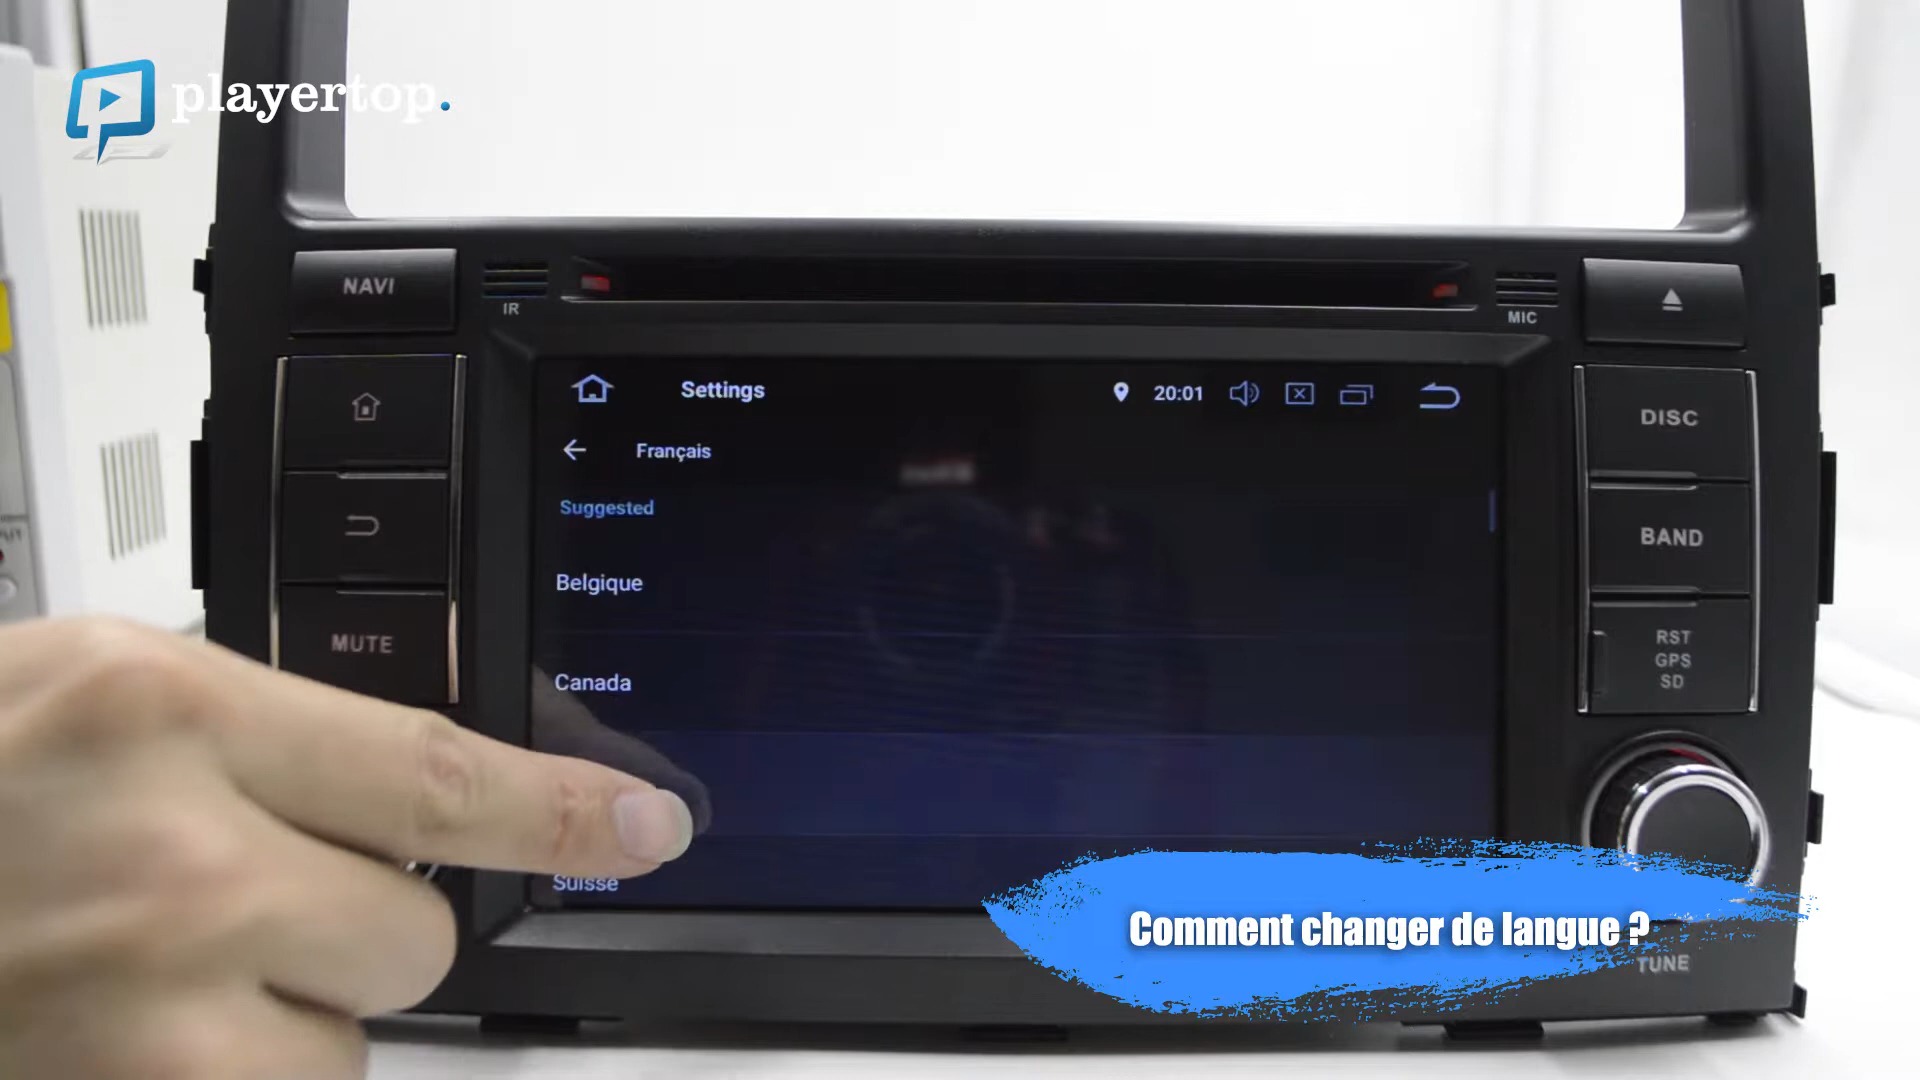 playertop.
NAVI
IR
MIC
Settings
20:01
Français
Suggested
Belgique
Canada
Suisse
MUTE
DISC
BAND
RST
GPS
SD
Comment changer de langue ?
TUNE